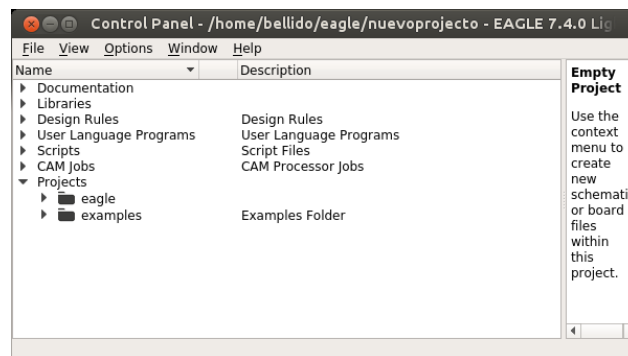 Control Panel - /home/bellido/eagle/nuevoprojecto - EAGLE 7.4.0 Lig
File View Options Window Help
Name Description
Documentation
Libraries
Design Rules Design Rules
User Language Programs User Language Programs
Scripts Script Files
CAM Jobs CAM Processor Jobs
Projects
eagle
examples Examples Folder
Empty
Project
Use the
context
menu to
create
new
schemati
or board
files
within
this
project.